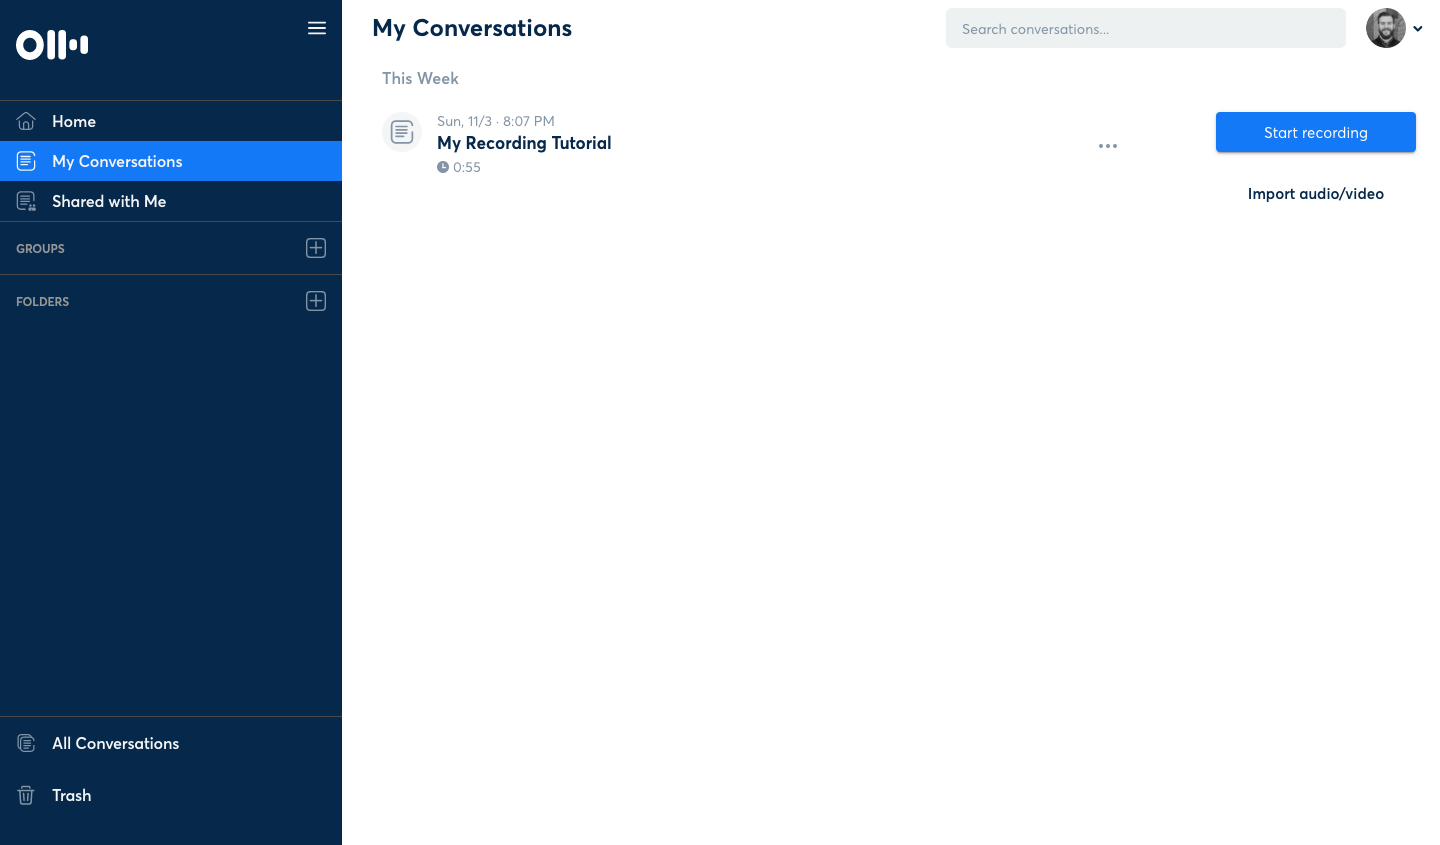 My Conversations
Search conversations...
Home
My Conversations
Shared with Me
GROUPS
FOLDERS
All Conversations
Trash
This Week
Sun, 11/3 · 8:07 PM
My Recording Tutorial
0:55
Start recording
Import audio/video